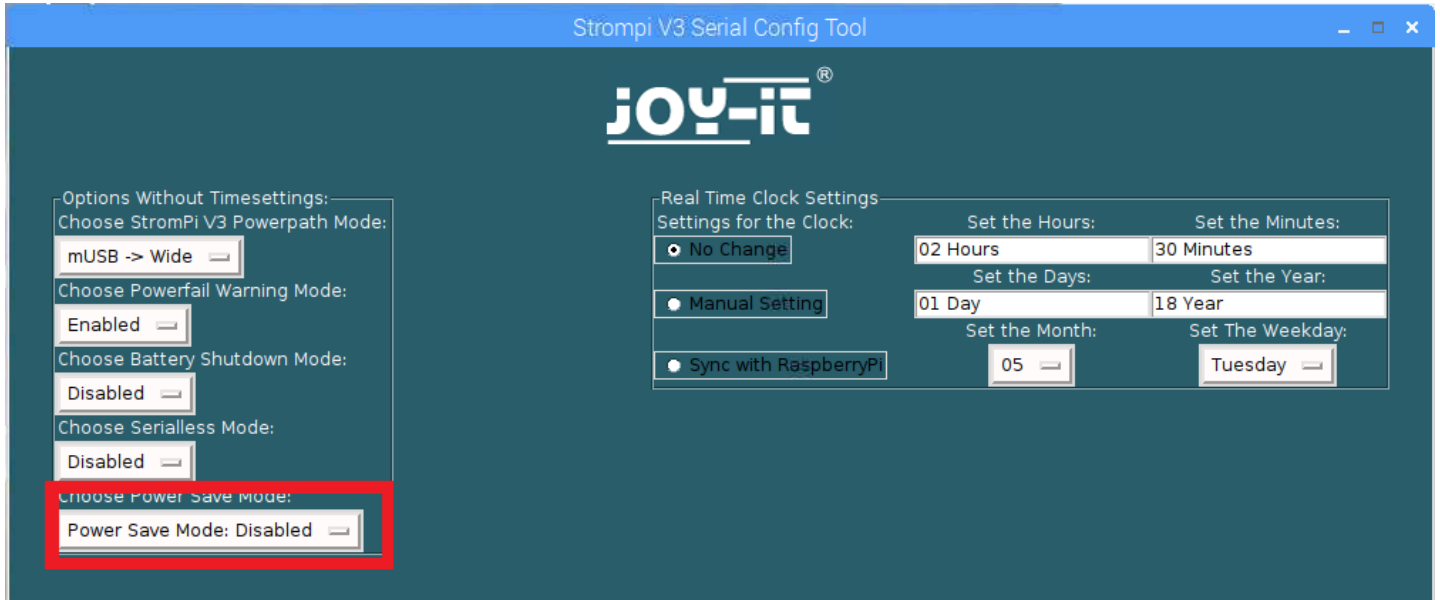 Strompi V3 Serial Config Tool
joy-it®
Options Without Timesettings:
Choose StromPi V3 Powerpath Mode:
mUSB -> Wide
Choose Powerfail Warning Mode:
Enabled
Choose Battery Shutdown Mode:
Disabled
Choose Serialless Mode:
Disabled
Choose Power Save Mode:
Power Save Mode: Disabled
Real Time Clock Settings
Settings for the Clock: Set the Hours: Set the Minutes:
No Change 02 Hours 30 Minutes
Set the Days: Set the Year:
Manual Setting 01 Day 18 Year
Set the Month: Set The Weekday:
Sync with RaspberryPi 05 Tuesday